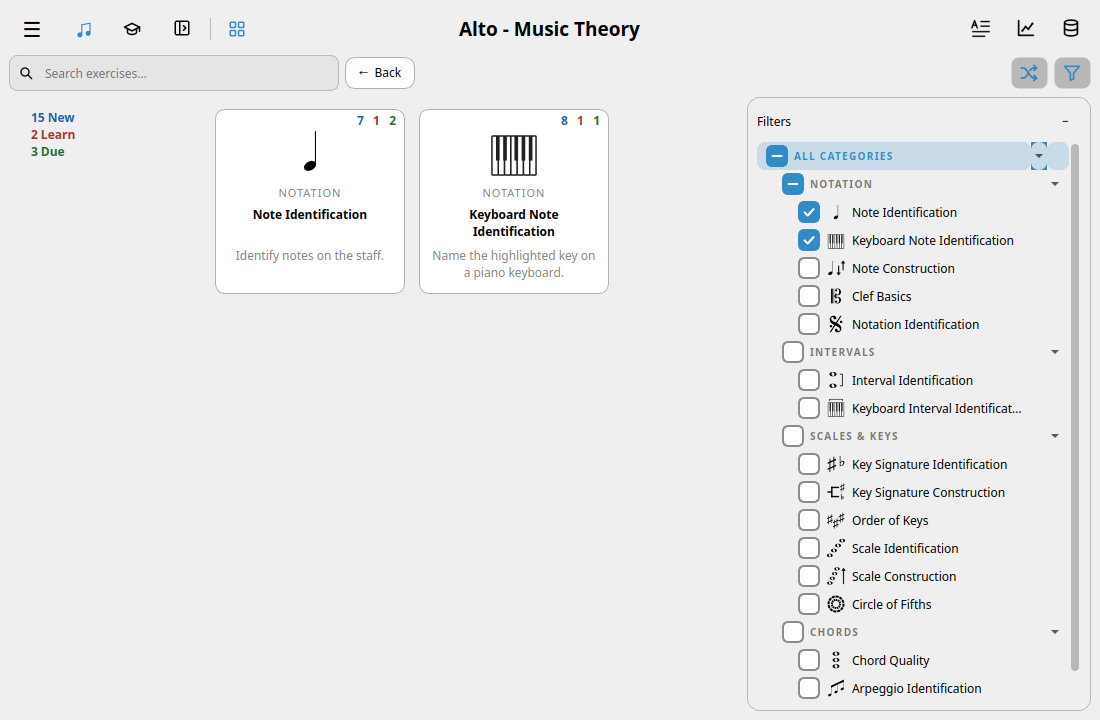 Alto - Music Theory
Search exercises...
← Back
15 New
2 Learn
3 Due
7 1 2
NOTATION
Note Identification
Identify notes on the staff.
8 1 1
NOTATION
Keyboard Note
Identification
Name the highlighted key on
a piano keyboard.
Filters
ALL CATEGORIES
NOTATION
Note Identification
Keyboard Note Identification
Note Construction
Clef Basics
Notation Identification
INTERVALS
Interval Identification
Keyboard Interval Identificat...
SCALES & KEYS
Key Signature Identification
Key Signature Construction
Order of Keys
Scale Identification
Scale Construction
Circle of Fifths
CHORDS
Chord Quality
Arpeggio Identification